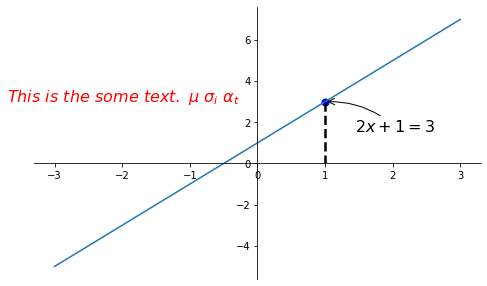 6
4
This is the some text. μ σᵢ αₜ
2
2x + 1 = 3
0
−3 −2 −1 0 1 2 3
−2
−4